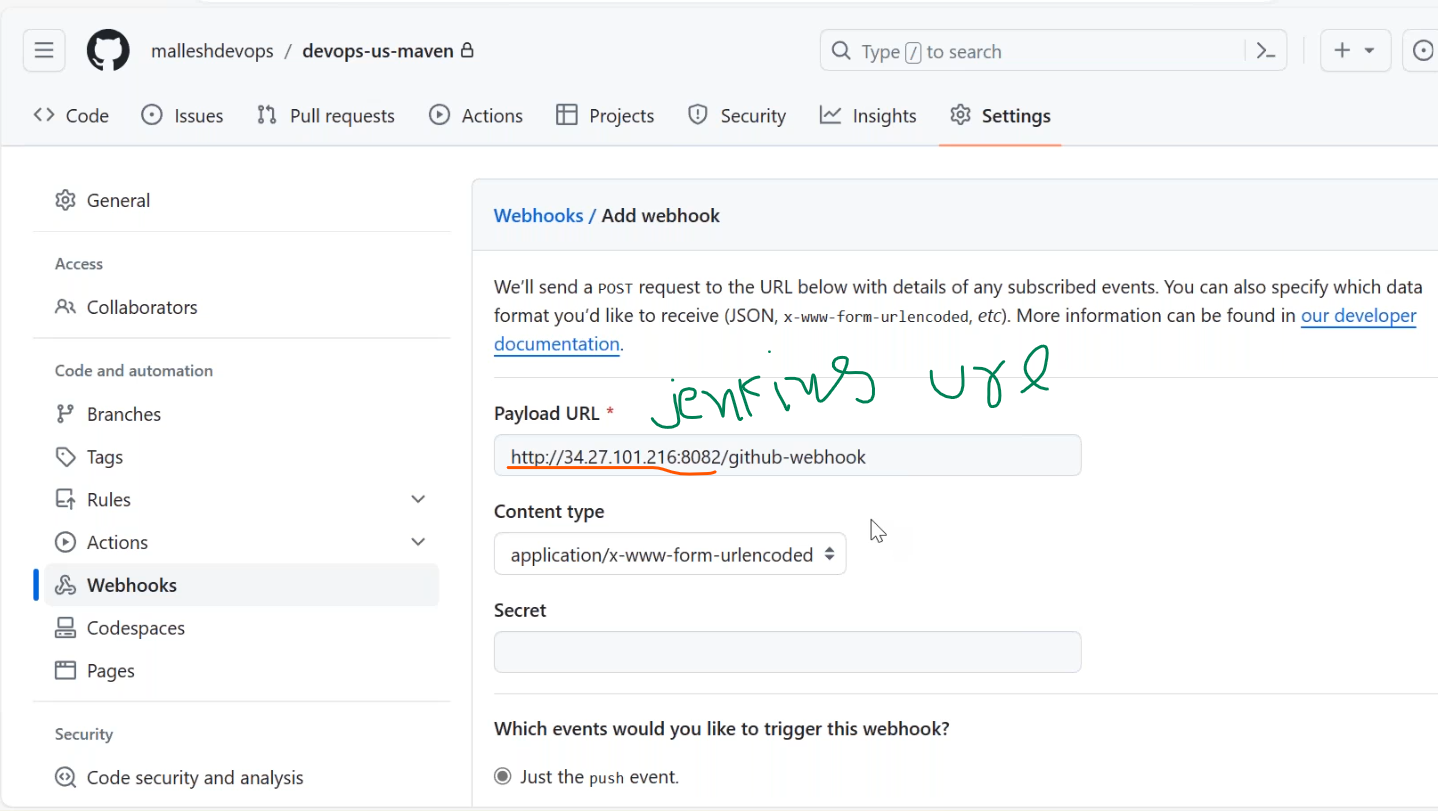 malleshdevops / devops-us-maven
Type / to search
Code Issues Pull requests Actions Projects Security Insights Settings
General
Access
Collaborators
Code and automation
Branches
Tags
Rules
Actions
Webhooks
Codespaces
Pages
Security
Code security and analysis
Webhooks / Add webhook
We'll send a POST request to the URL below with details of any subscribed events. You can also specify which data
format you'd like to receive (JSON, x-www-form-urlencoded, etc). More information can be found in our developer
documentation.
jenkins url
Payload URL *
http://34.27.101.216:8082/github-webhook
Content type
application/x-www-form-urlencoded
Secret
Which events would you like to trigger this webhook?
Just the push event.